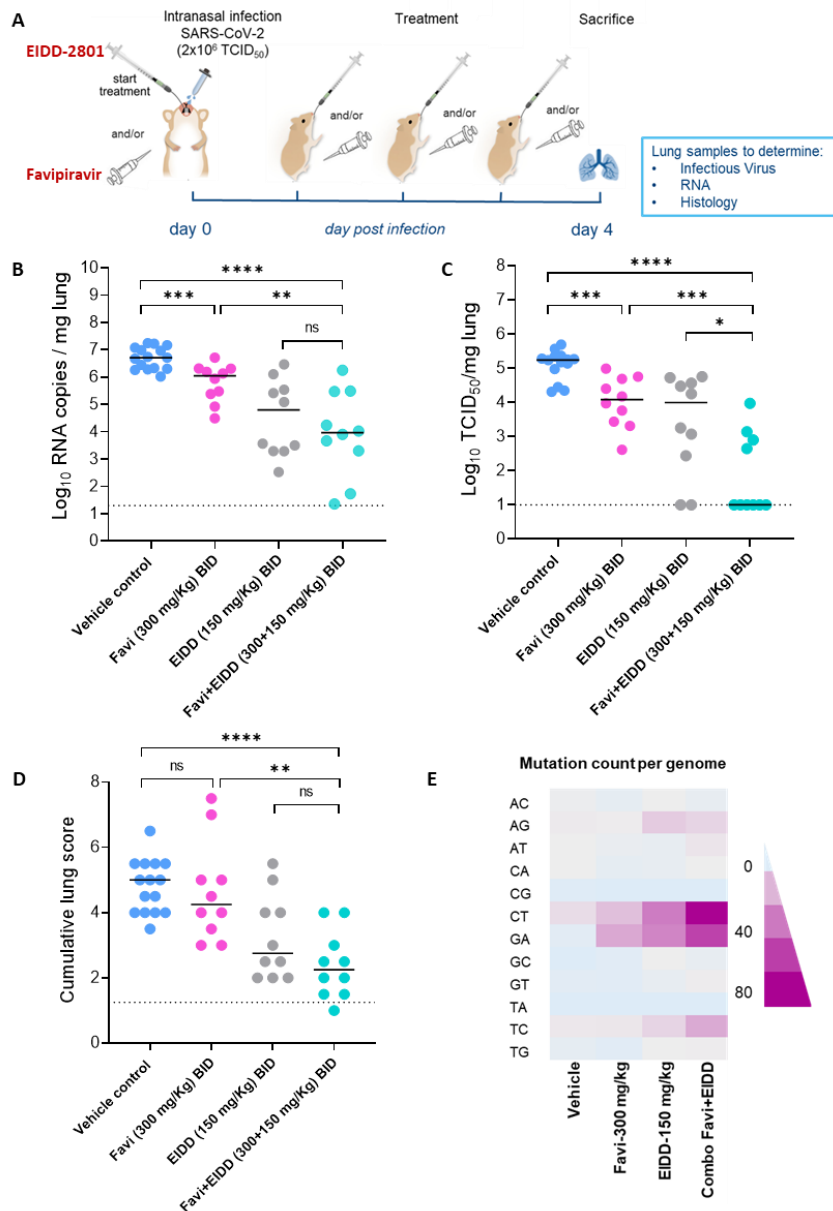 A
Intranasal infection
SARS-CoV-2
(2x10⁶ TCID₅₀)
Treatment
Sacrifice
EIDD-2801
start
treatment
and/or
and/or
and/or
and/or
Favipiravir
Lung samples to determine:
• Infectious Virus
• RNA
• Histology
day 0
day post infection
day 4
B
Log₁₀ RNA copies / mg lung
10
9
8
7
6
5
4
3
2
1
0
****
***
**
ns
Vehicle control
Favi (300 mg/Kg) BID
EIDD (150 mg/Kg) BID
Favi+EIDD (300+150 mg/Kg) BID
C
Log₁₀ TCID₅₀/mg lung
8
7
6
5
4
3
2
1
0
****
***
***
*
Vehicle control
Favi (300 mg/Kg) BID
EIDD (150 mg/Kg) BID
Favi+EIDD (300+150 mg/Kg) BID
D
Cumulative lung score
8
6
4
2
0
****
ns
**
ns
Vehicle control
Favi (300 mg/Kg) BID
EIDD (150 mg/Kg) BID
Favi+EIDD (300+150 mg/Kg) BID
E
Mutation count per genome
AC
AG
AT
CA
CG
CT
GA
GC
GT
TA
TC
TG
0
40
80
Vehicle
Favi-300 mg/kg
EIDD-150 mg/kg
Combo Favi+EIDD